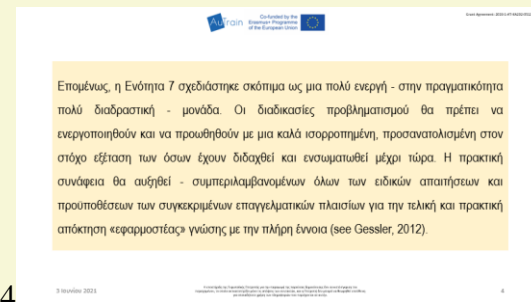 AuTrain
Co-funded by the
Erasmus+ Programme
of the European Union
Επομένως, η Ενότητα 7 σχεδιάστηκε σκόπιμα ως μια πολύ ενεργή - στην πραγματικότητα
πολύ διαδραστική - μονάδα. Οι διαδικασίες προβληματισμού θα πρέπει να
ενεργοποιηθούν και να προωθηθούν με μια καλά ισορροπημένη, προσανατολισμένη στον
στόχο εξέταση των όσων έχουν διδαχθεί και ενσωματωθεί μέχρι τώρα. Η πρακτική
συνάφεια θα αυξηθεί - συμπεριλαμβανομένων όλων των ειδικών απαιτήσεων και
προϋποθέσεων των συγκεκριμένων επαγγελματικών πλαισίων για την τελική και πρακτική
απόκτηση «εφαρμοστέας» γνώσης με την πλήρη έννοια (see Gessler, 2012).
4
3 Ιουνίου 2021
4